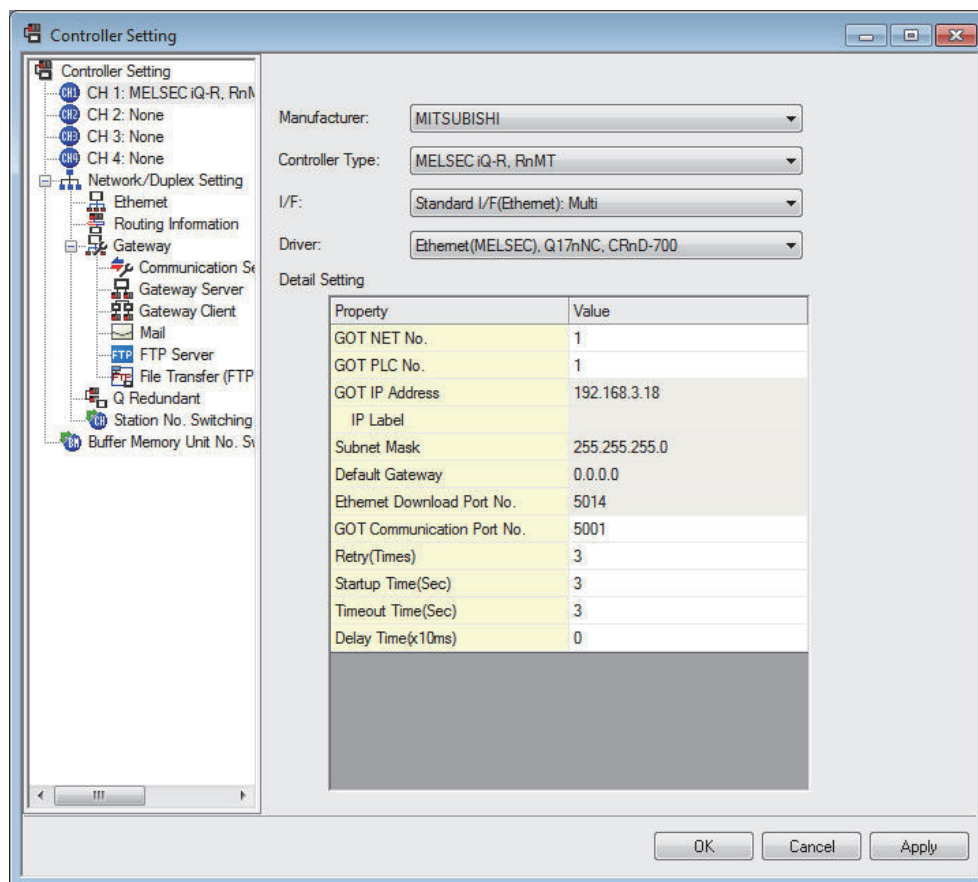 Controller Setting
Controller Setting
CH1 CH 1: MELSEC iQ-R, RnM
CH2 CH 2: None
CH3 CH 3: None
CH4 CH 4: None
Network/Duplex Setting
Ethernet
Routing Information
Gateway
Communication Se
Gateway Server
Gateway Client
Mail
FTP FTP Server
FTP File Transfer (FTP
Q Redundant
CH Station No. Switching
BM Buffer Memory Unit No. Sw
Manufacturer: MITSUBISHI
Controller Type: MELSEC iQ-R, RnMT
I/F: Standard I/F(Ethernet): Multi
Driver: Ethernet(MELSEC), Q17nNC, CRnD-700
Detail Setting
Property Value
GOT NET No. 1
GOT PLC No. 1
GOT IP Address 192.168.3.18
IP Label
Subnet Mask 255.255.255.0
Default Gateway 0.0.0.0
Ethernet Download Port No. 5014
GOT Communication Port No. 5001
Retry(Times) 3
Startup Time(Sec) 3
Timeout Time(Sec) 3
Delay Time(x10ms) 0
OK Cancel Apply